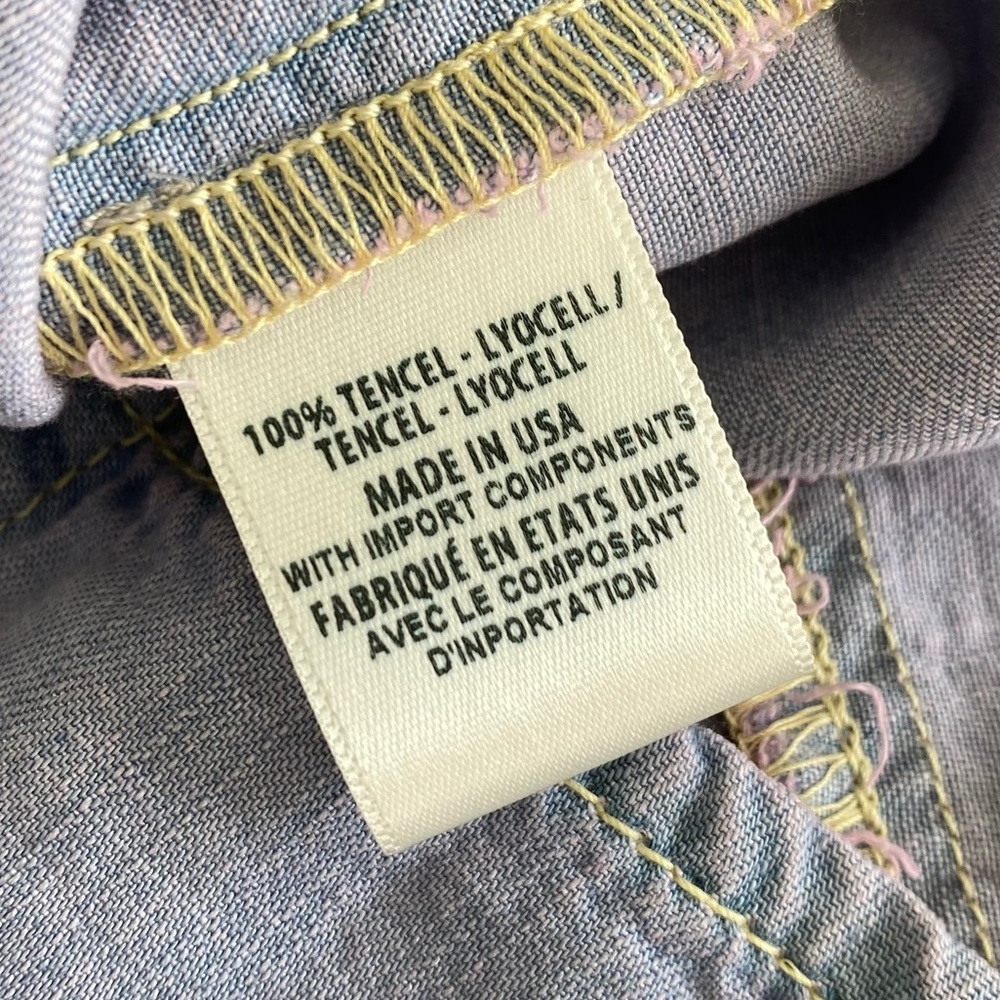 100% TENCEL - LYOCELL /
TENCEL - LYOCELL
MADE IN USA
WITH IMPORT COMPONENTS
FABRIQUÉ EN ETATS UNIS
AVEC LE COMPOSANT
D'INPORTATION